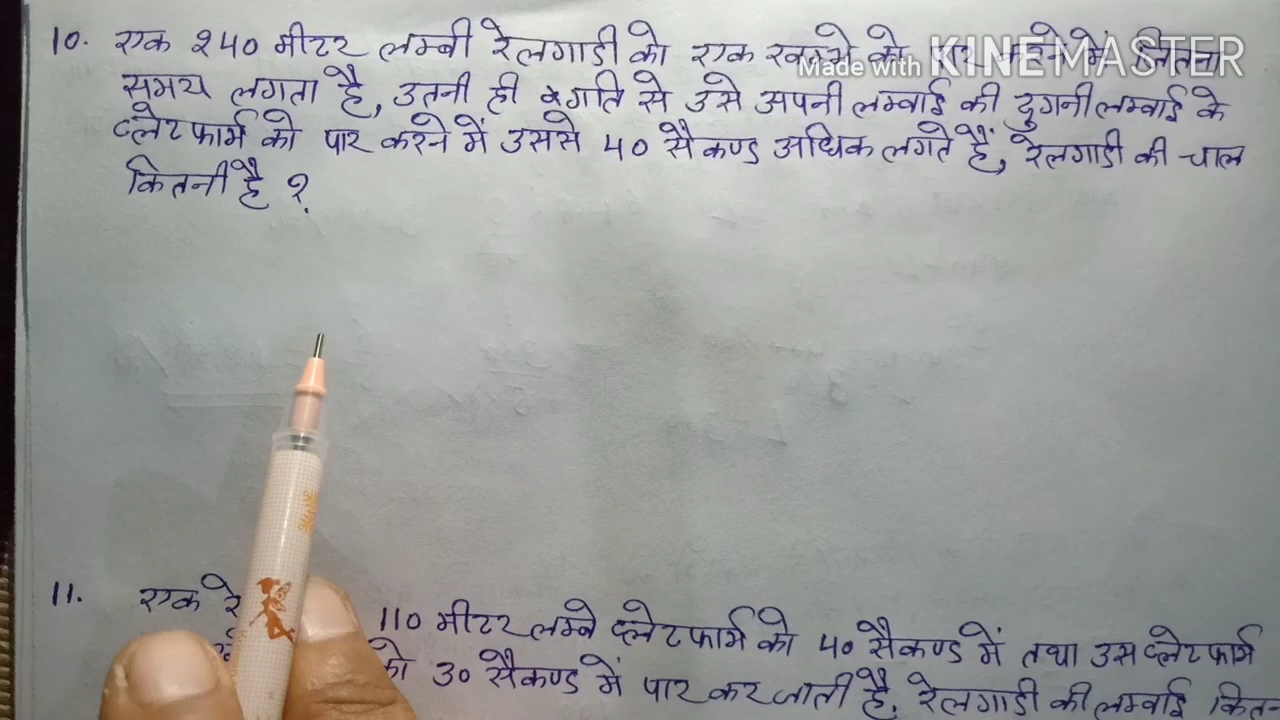 10. एक 240 मीटर लम्बी रेलगाडी को एक खम्भे को पार करने में जितना
Made with KINEMASTER
समय लगता है, उतनी ही गति से उसे अपनी लम्बाई की दुगनी लम्बाई के
प्लेटफार्म को पार करने में उससे 40 सैकण्ड अधिक लगते हैं, रेलगाडी की चाल
कितनी है ?
11. एक रे 110 मीटर लम्बे प्लेटफार्म को 40 सैकण्ड में तथा उस प्लेटफार्म
को 30 सैकण्ड में पार कर जाती है, रेलगाडी की लम्बाई कित